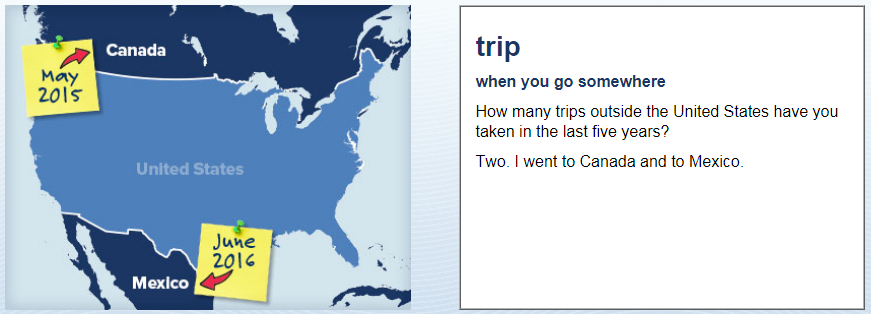 Canada
May
2015
United States
June
2016
Mexico
trip
when you go somewhere
How many trips outside the United States have you
taken in the last five years?
Two. I went to Canada and to Mexico.